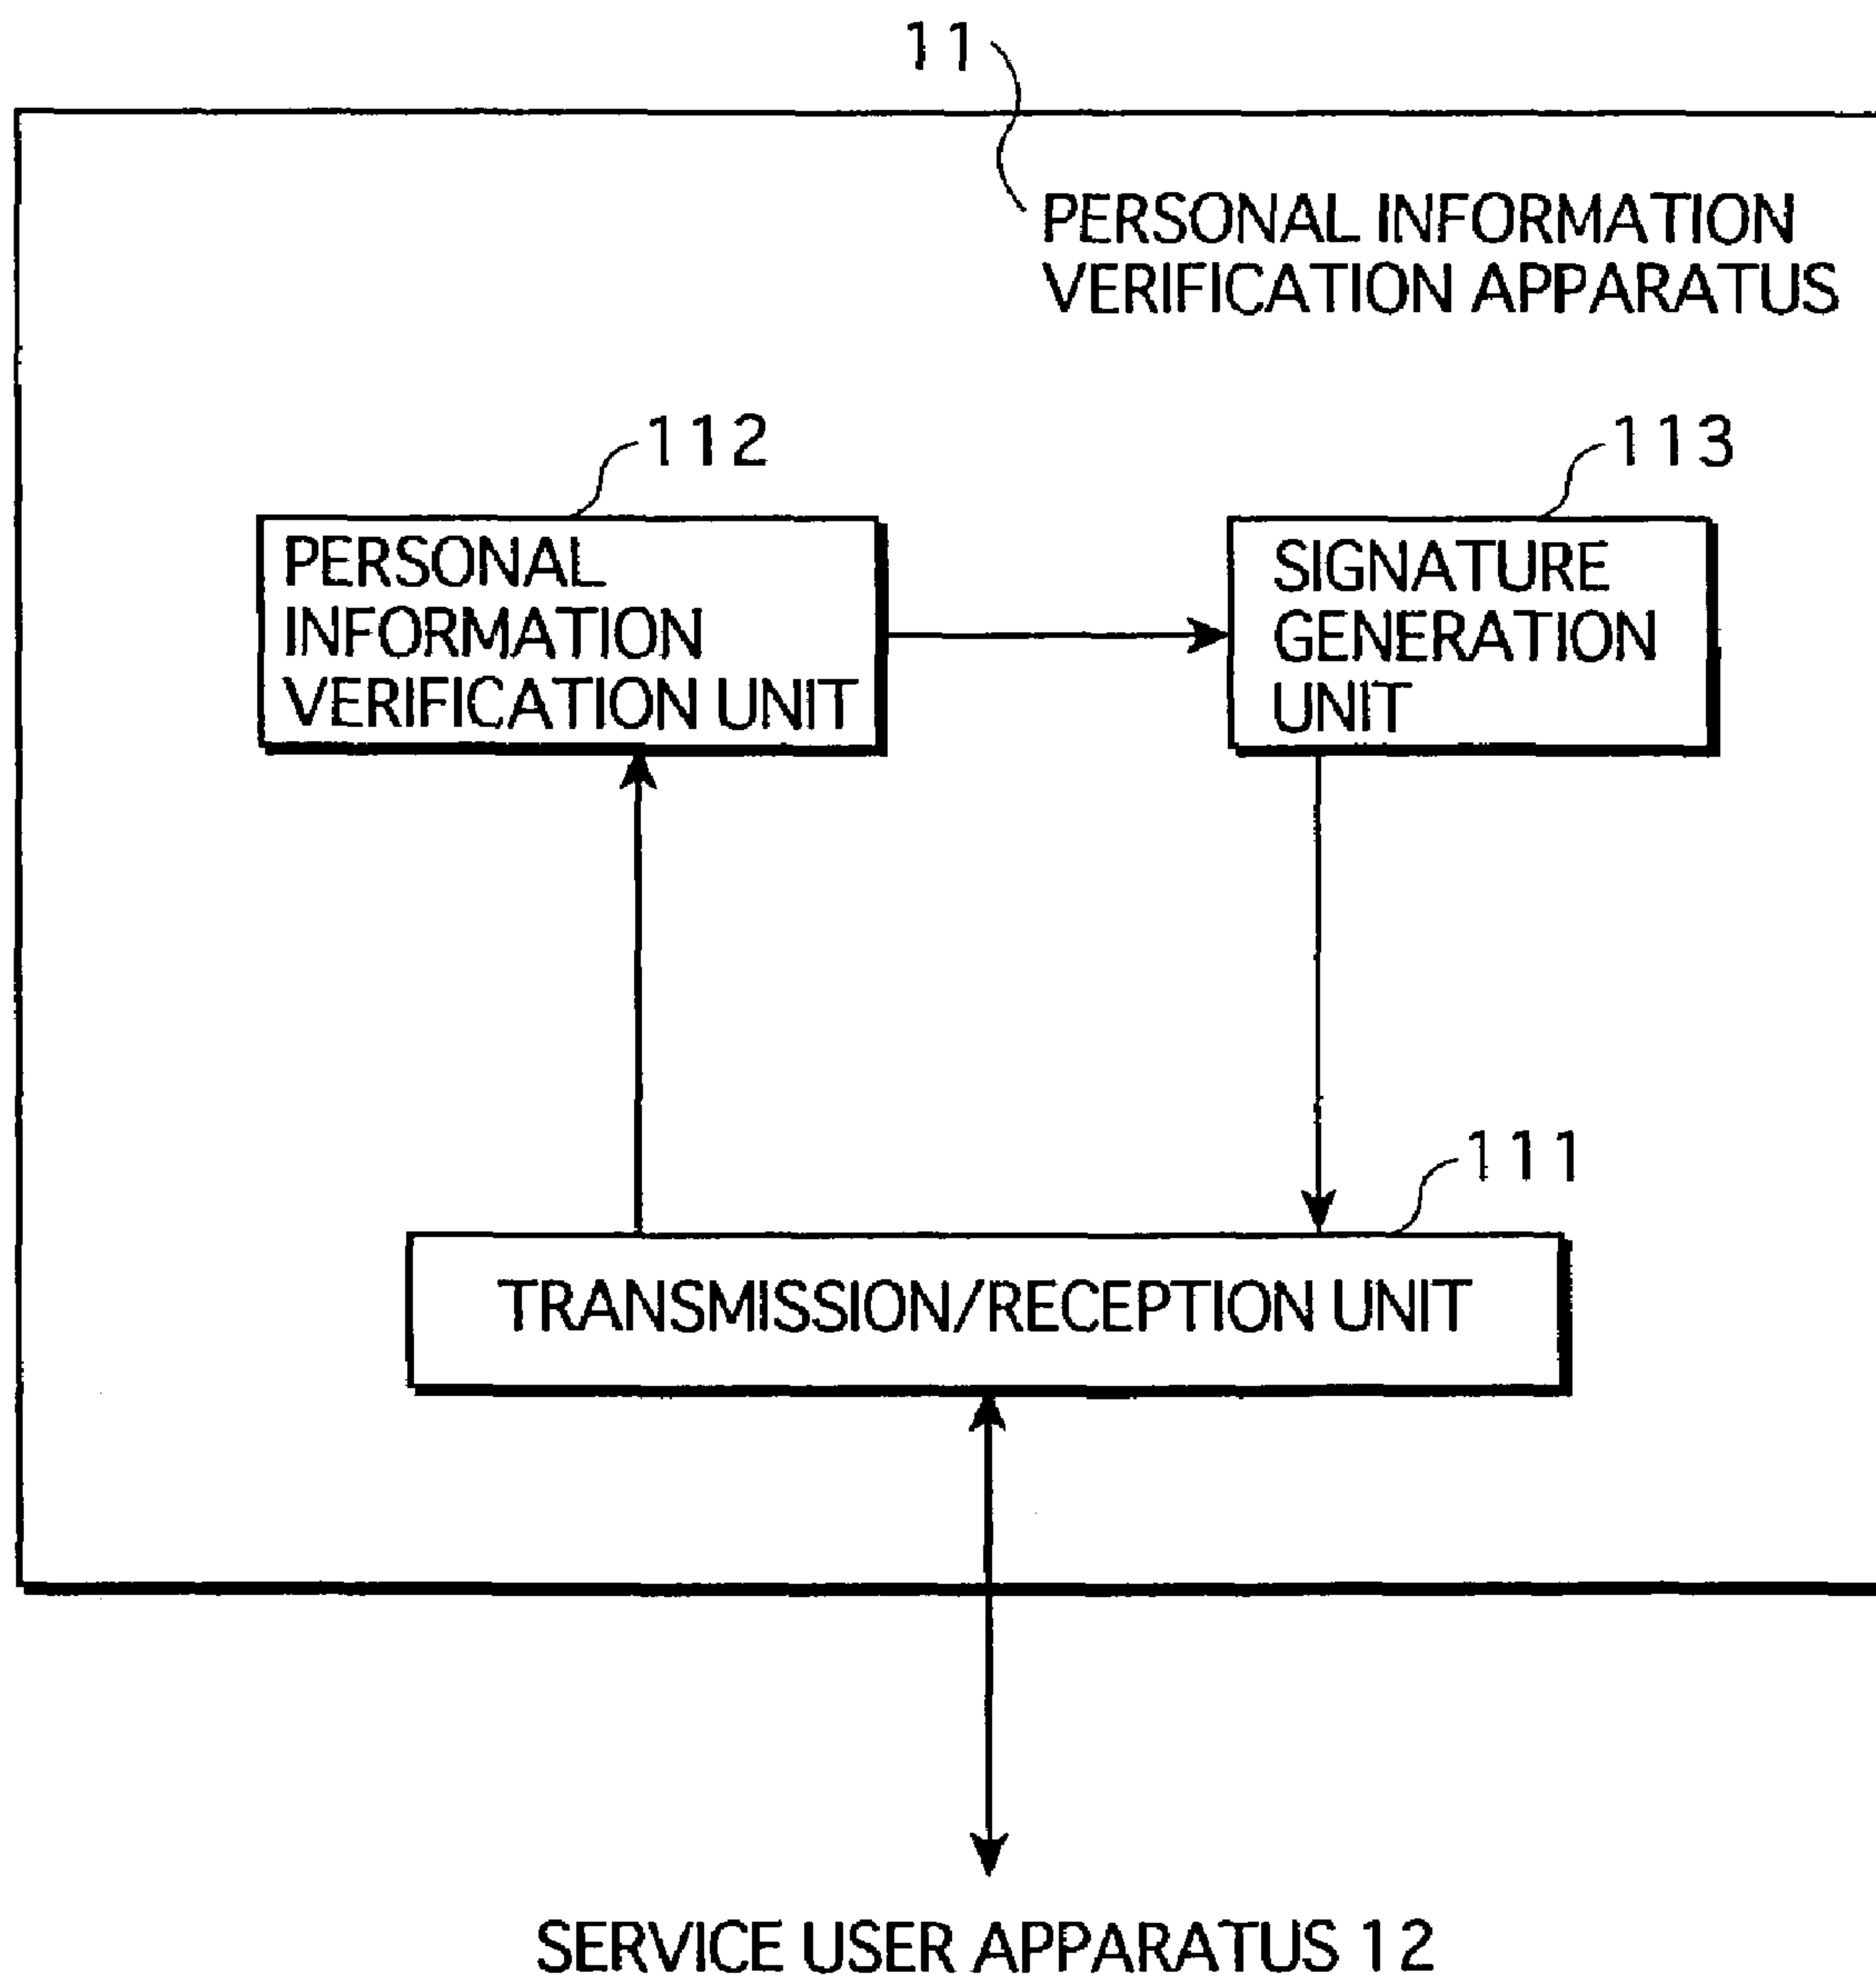 11
PERSONAL INFORMATION
VERIFICATION APPARATUS
112
113
PERSONAL
INFORMATION
VERIFICATION UNIT
SIGNATURE
GENERATION
UNIT
111
TRANSMISSION/RECEPTION UNIT
SERVICE USER APPARATUS 12